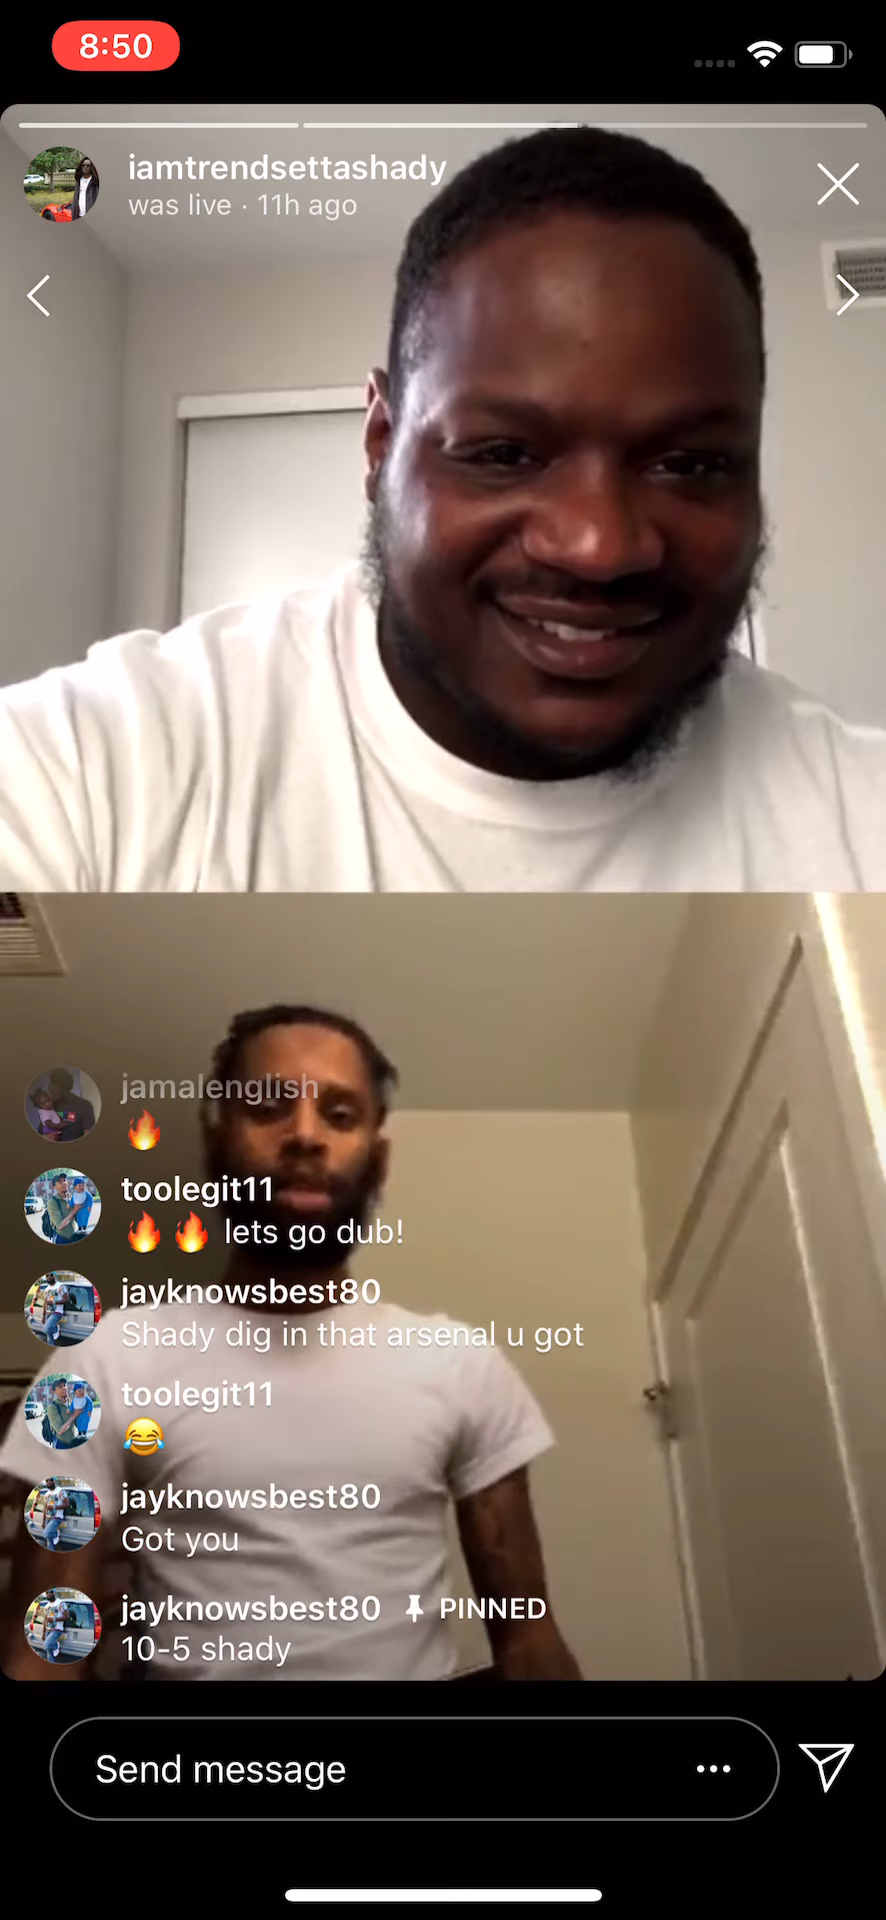 8:50
iamtrendsettashady
was live · 11h ago
jamalenglish
🔥
toolegit11
🔥🔥 lets go dub!
jayknowsbest80
Shady dig in that arsenal u got
toolegit11
😂
jayknowsbest80
Got you
jayknowsbest80 📌 PINNED
10-5 shady
Send message